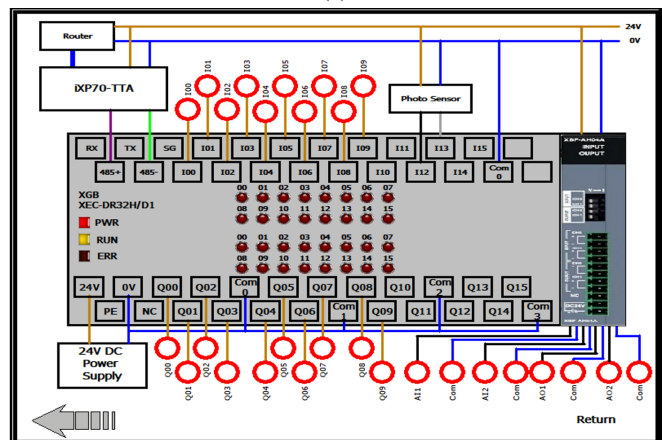 Router
24V
0V
iXP70-TTA
I00
I01
I02
I03
I04
I05
I06
I07
I08
I09
Photo Sensor
RX
TX
SG
I01
I03
I05
I07
I09
I11
I13
I15
485+
485-
I00
I02
I04
I06
I08
I10
I12
I14
Com
0
XBF-AH04A
INPUT
OUPUT
XGB
XEC-DR32H/D1
PWR
RUN
ERR
00 01 02 03 04 05 06 07
08 09 10 11 12 13 14 15
00 01 02 03 04 05 06 07
08 09 10 11 12 13 14 15
NC
DC24V
24V
0V
Q00
Q02
Com
0
Q05
Q07
Q08
Q10
Com
2
Q13
Q15
PE
NC
Q01
Q03
Q04
Q06
Com
1
Q09
Q11
Q12
Q14
Com
3
24V DC
Power
Supply
Q00
Q01
Q02
Q03
Q04
Q05
Q06
Q07
Q08
Q09
AI1
Com
AI2
Com
AO1
Com
AO2
Com
Return